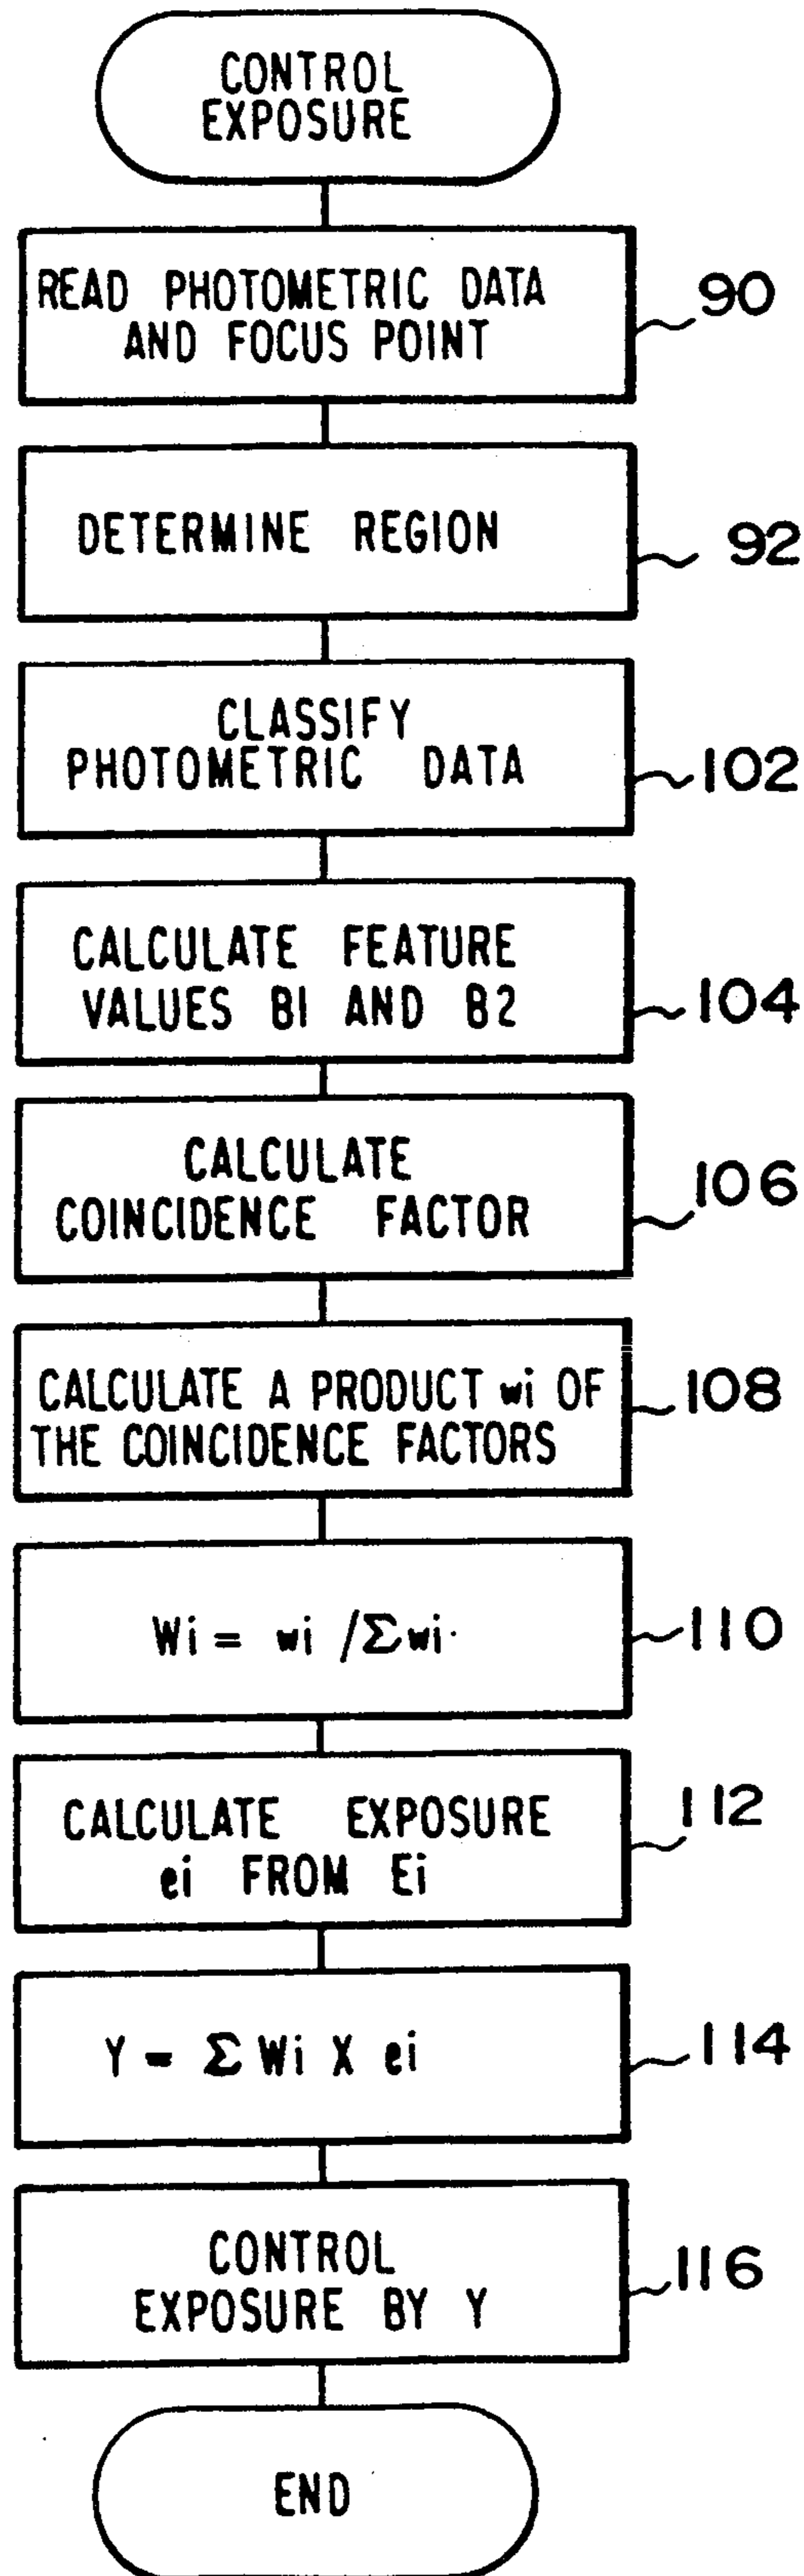 CONTROL
EXPOSURE
READ PHOTOMETRIC DATA
AND FOCUS POINT
90
DETERMINE REGION
92
CLASSIFY
PHOTOMETRIC DATA
102
CALCULATE FEATURE
VALUES B1 AND B2
104
CALCULATE
COINCIDENCE FACTOR
106
CALCULATE A PRODUCT wi OF
THE COINCIDENCE FACTORS
108
Wi = wi /Σwi
110
CALCULATE EXPOSURE
ei FROM Ei
112
Y = Σ Wi X ei
114
CONTROL
EXPOSURE BY Y
116
END